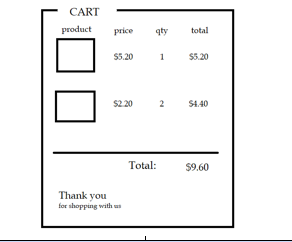 CART
product price qty total
$5.20 1 $5.20
$2.20 2 $4.40
Total: $9.60
Thank you
for shopping with us